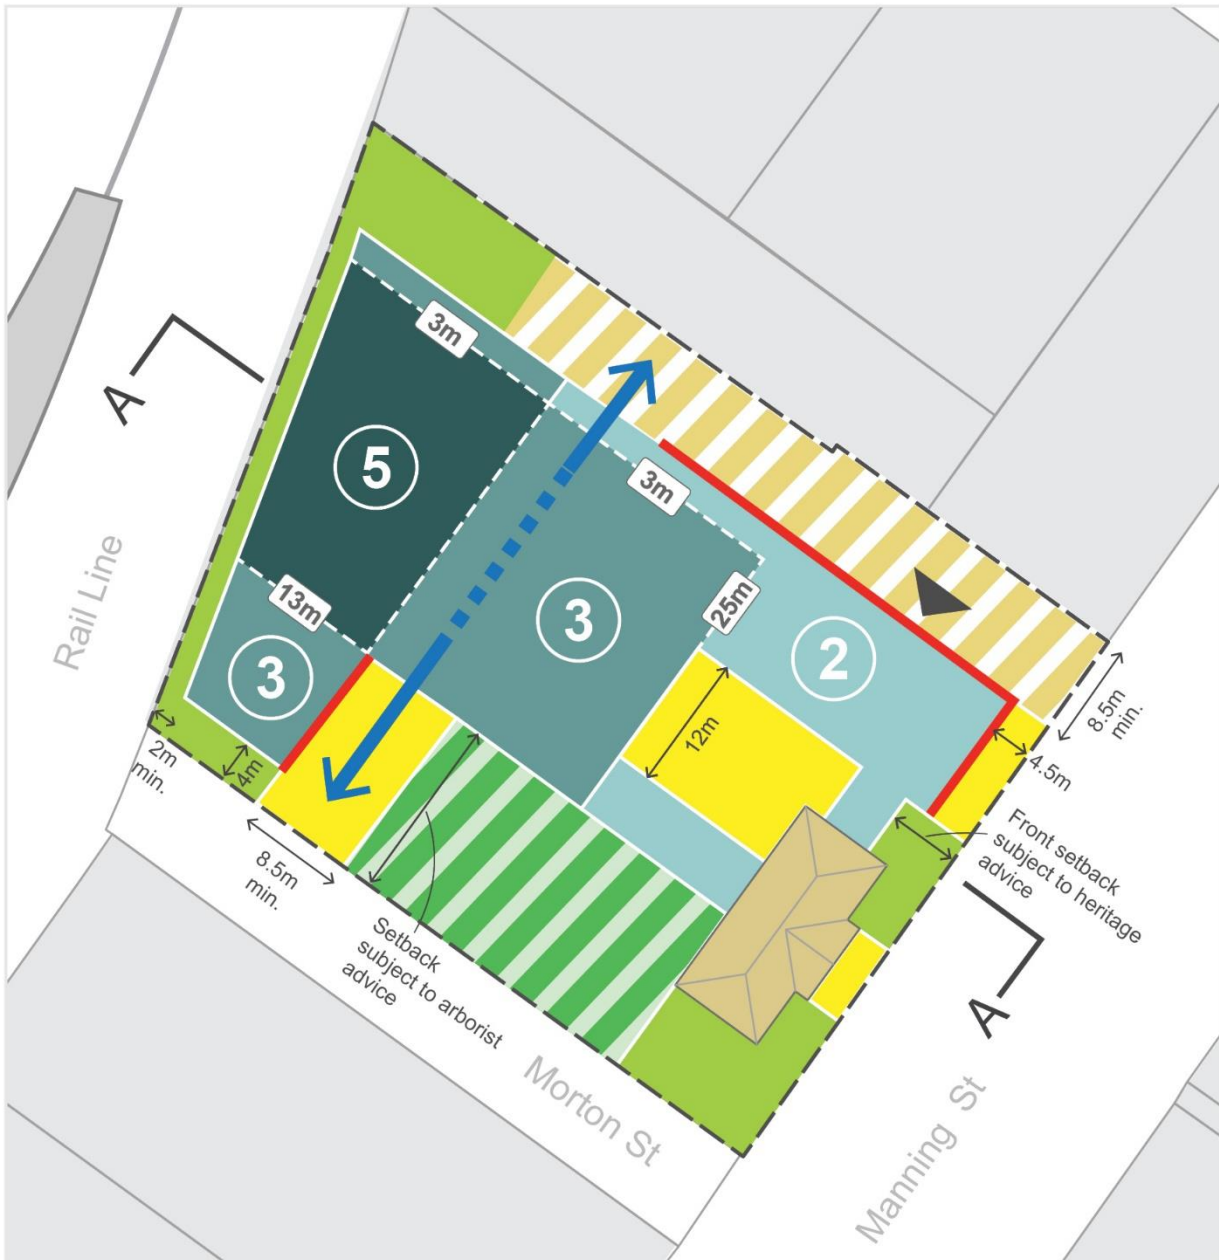 A
Rail Line
3m
5
3m
13m
3
25m
3
2
12m
8.5m
min.
4.5m
2m
min.
4m
8.5m
min.
Setback
subject to arborist
advice
Front setback
subject to heritage
advice
A
Morton St
Manning St